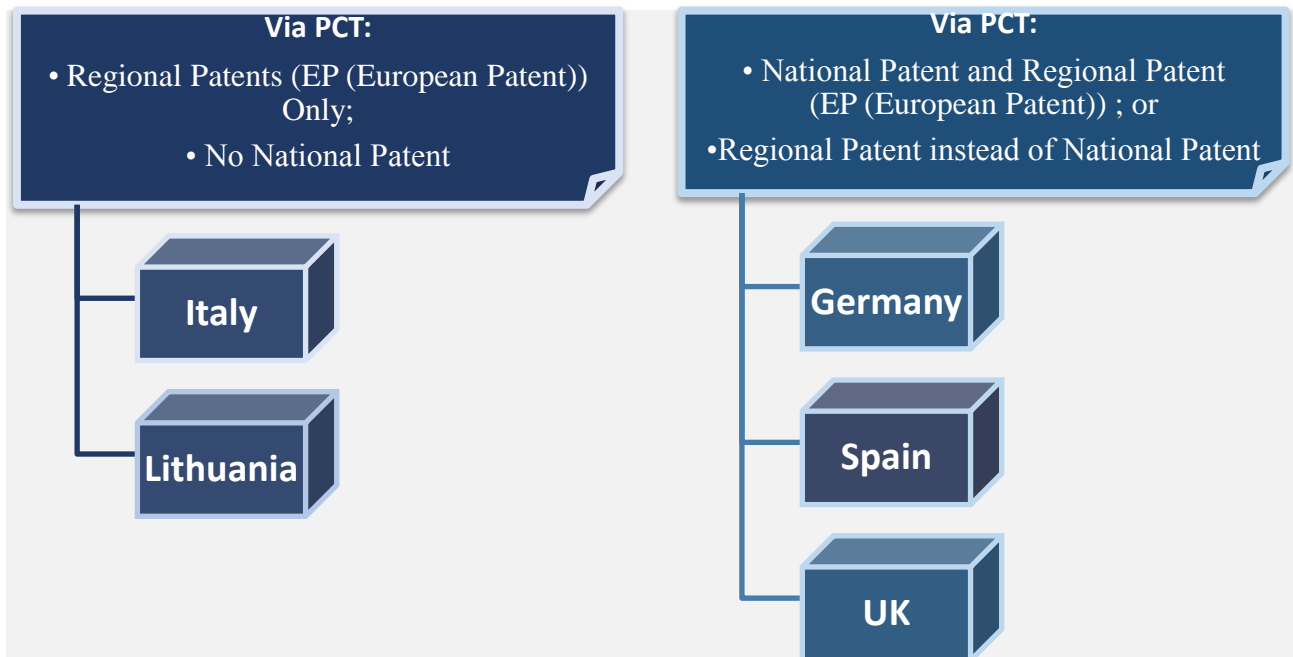 Via PCT:
• Regional Patents (EP (European Patent))
Only;
• No National Patent
Italy
Lithuania
Via PCT:
• National Patent and Regional Patent
(EP (European Patent)) ; or
•Regional Patent instead of National Patent
Germany
Spain
UK